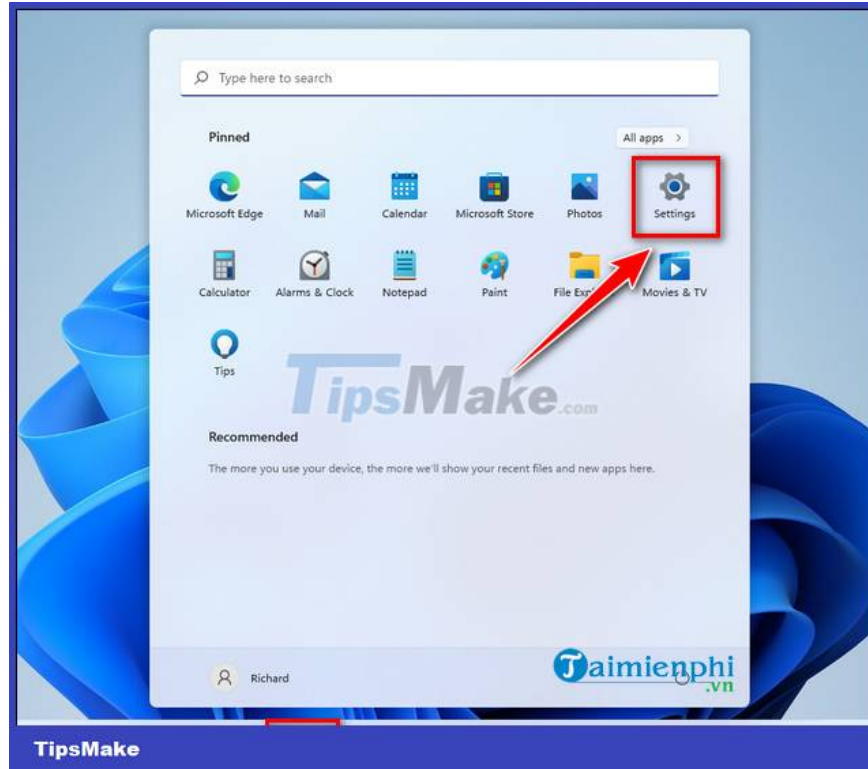 Type here to search
Pinned
All apps >
Microsoft Edge Mail Calendar Microsoft Store Photos Settings
Calculator Alarms & Clock Notepad Paint File Movies & TV
Tips
TipsMake.com
Recommended
The more you use your device, the more we'll show your recent files and new apps here.
Richard
Taimienphi
.vn
TipsMake